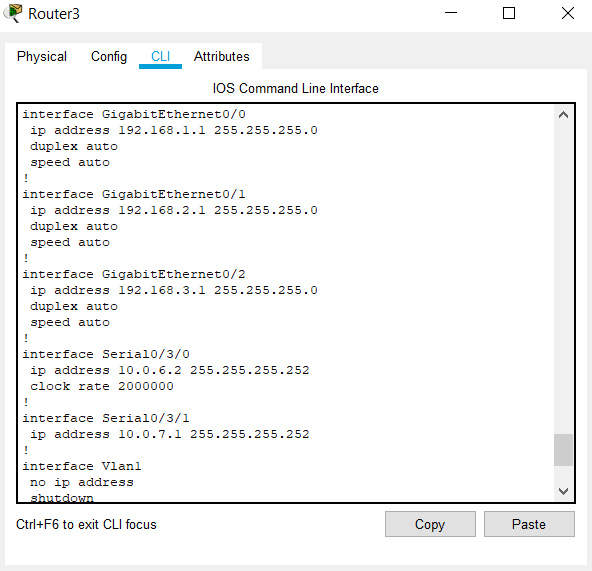 Router3
Physical Config CLI Attributes
IOS Command Line Interface
interface GigabitEthernet0/0
 ip address 192.168.1.1 255.255.255.0
 duplex auto
 speed auto
!
interface GigabitEthernet0/1
 ip address 192.168.2.1 255.255.255.0
 duplex auto
 speed auto
!
interface GigabitEthernet0/2
 ip address 192.168.3.1 255.255.255.0
 duplex auto
 speed auto
!
interface Serial0/3/0
 ip address 10.0.6.2 255.255.255.252
 clock rate 2000000
!
interface Serial0/3/1
 ip address 10.0.7.1 255.255.255.252
!
interface Vlan1
 no ip address
 shutdown
Ctrl+F6 to exit CLI focus
Copy Paste